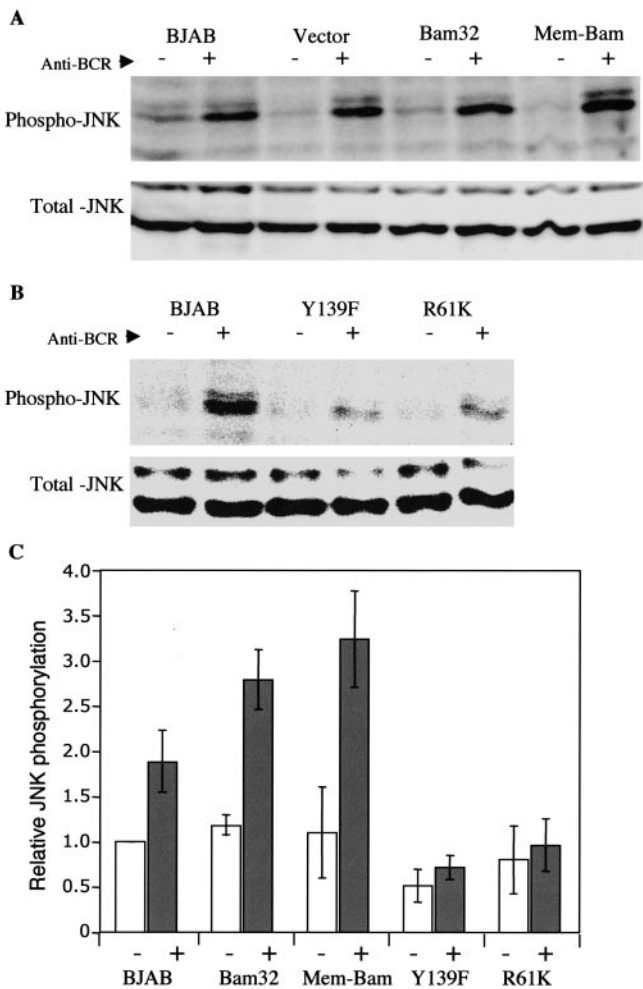 A
BJAB Vector Bam32 Mem-Bam
Anti-BCR - + - + - + - +
Phospho-JNK
Total -JNK
B
BJAB Y139F R61K
Anti-BCR - + - + - +
Phospho-JNK
Total -JNK
C
Relative JNK phosphorylation
4.0
3.5
3.0
2.5
2.0
1.5
1.0
0.5
0
- + - + - + - + - +
BJAB Bam32 Mem-Bam Y139F R61K